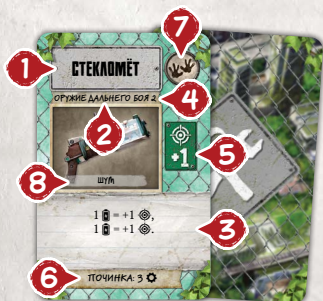 7
1
СТЕКЛОМЁТ
ОРУЖИЕ ДАЛЬНЕГО БОЯ 2
4
2
+1
5
8
ШУМ
1 = +1 ,
1 = +1 .
3
6
ПОЧИНКА: 3